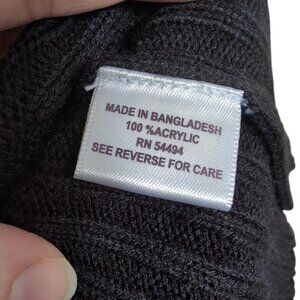 MADE IN BANGLADESH
100 %ACRYLIC
RN 54494
SEE REVERSE FOR CARE